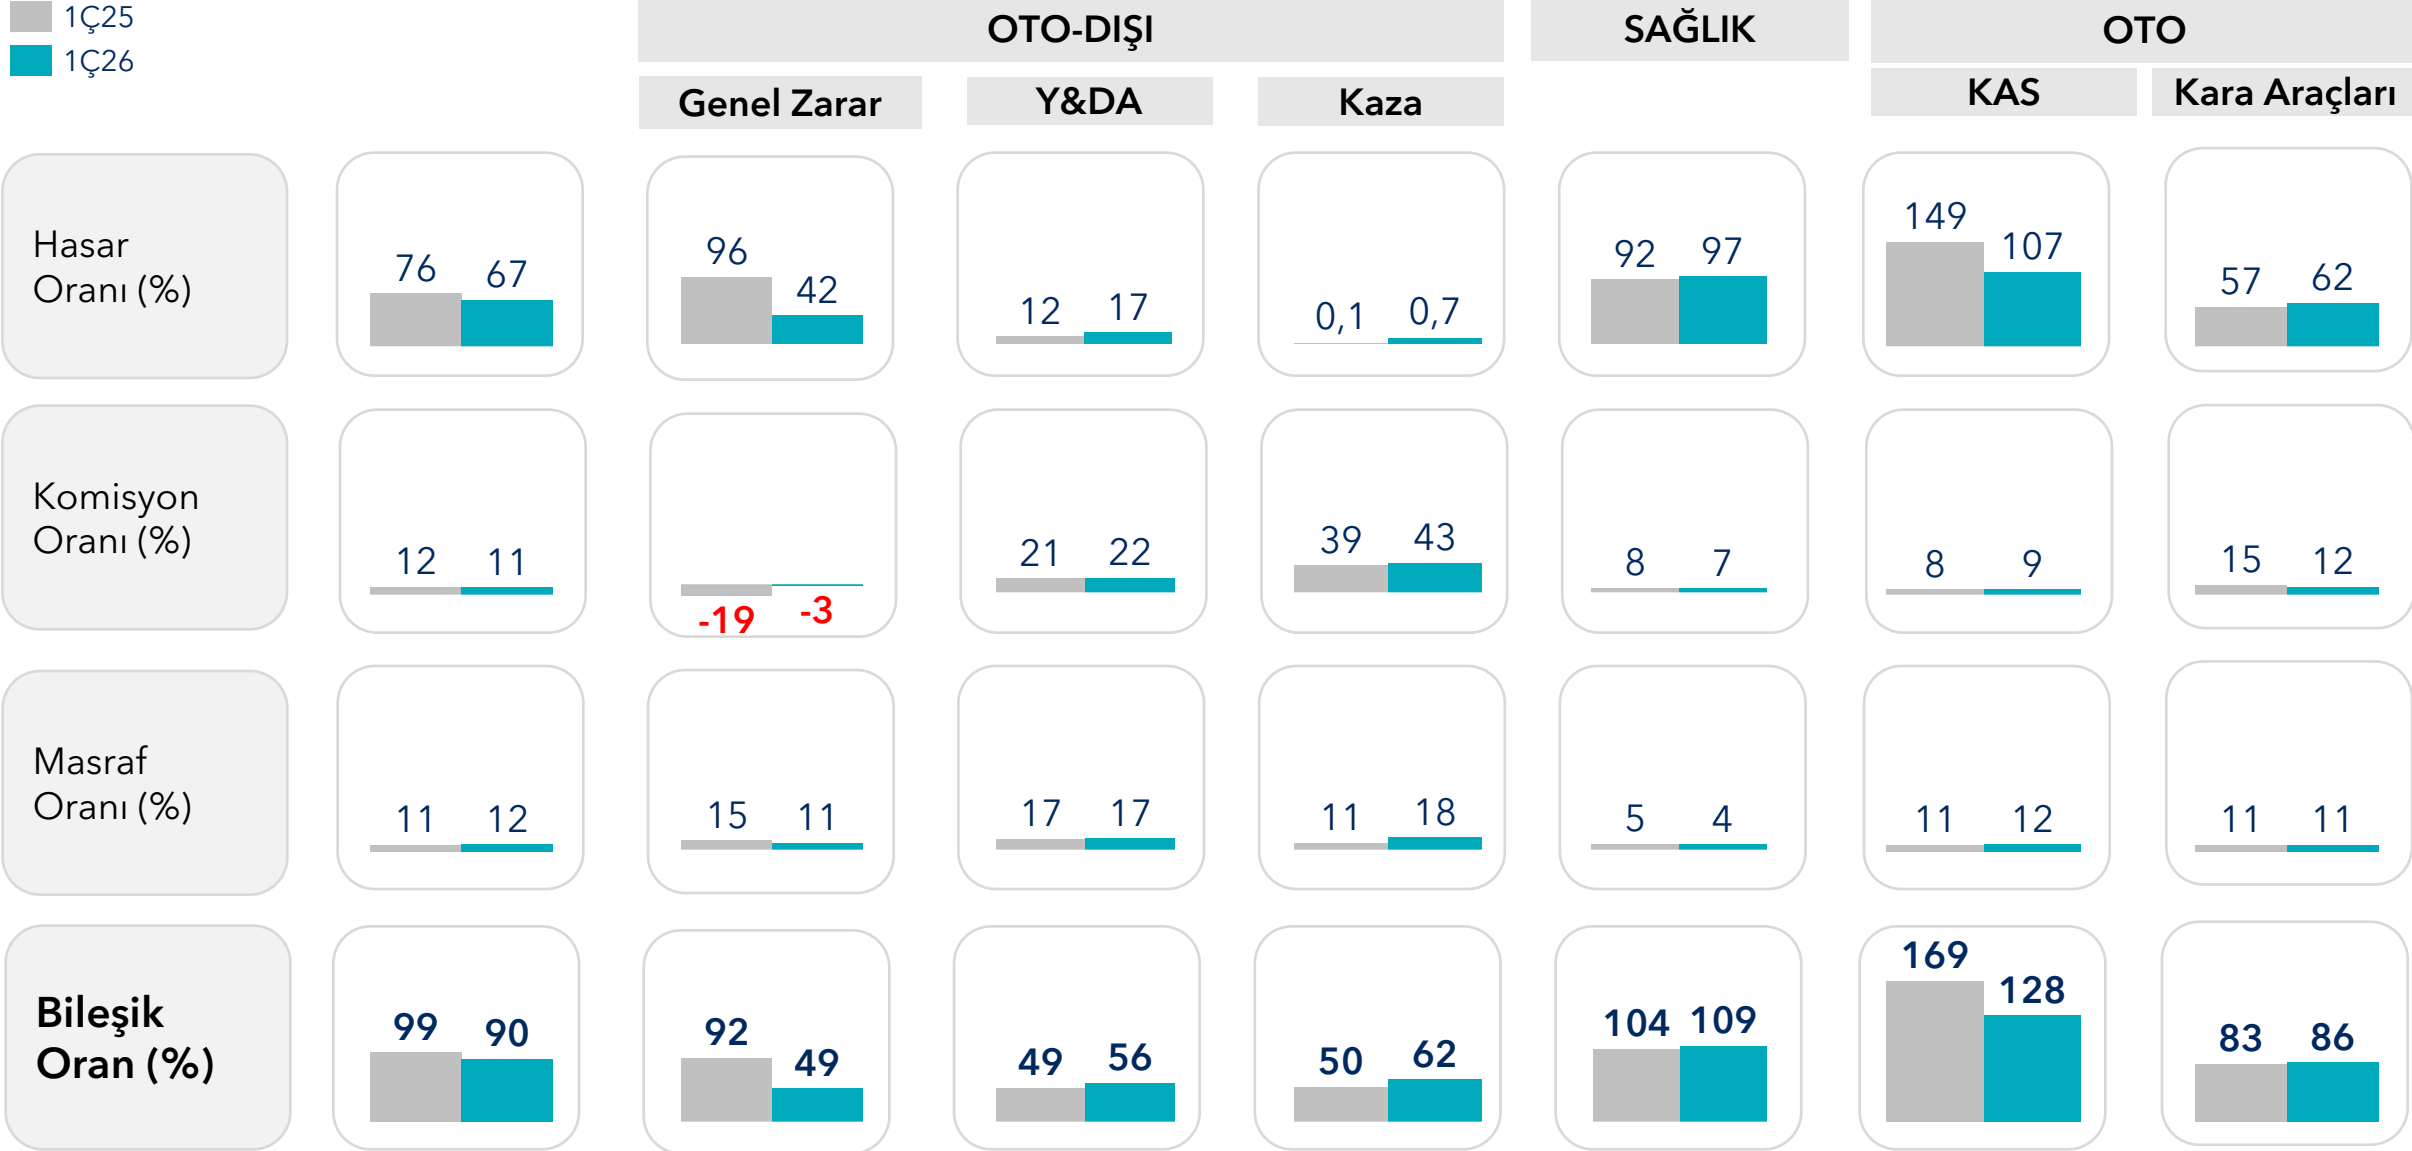 1Ç25
1Ç26
OTO-DIŞI
SAĞLIK
OTO
Genel Zarar
Y&DA
Kaza
KAS
Kara Araçları
Hasar
Oranı (%)
76 67
96 42
12 17
0,1 0,7
92 97
149 107
57 62
Komisyon
Oranı (%)
12 11
-19 -3
21 22
39 43
8 7
8 9
15 12
Masraf
Oranı (%)
11 12
15 11
17 17
11 18
5 4
11 12
11 11
Bileşik
Oran (%)
99 90
92 49
49 56
50 62
104 109
169 128
83 86